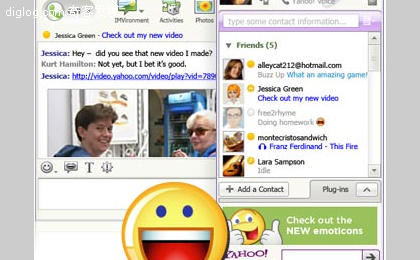 diglog.com
IMVironment Activities Photos
Yahoo! Voice
Jessica Green - Check out my new video
type some contact information...
Jessica: Hey – did you see that new video I made?
Kurt Hamilton: Not yet, but I bet it's good.
Jessica: http://video.yahoo.com/video/play?vid=7890
Friends (5)
alleycat212@hotmail.com
Buzz Up What an amazing game!
Jessica Green
Check out my new video
free2rhyme
Doing homework
montecristosandwich
Franz Ferdinand - This Fire
Lara Sampson
Idle
T
+ Add a Contact
Plug-ins
Check out the
NEW emoticons
YAHOO!